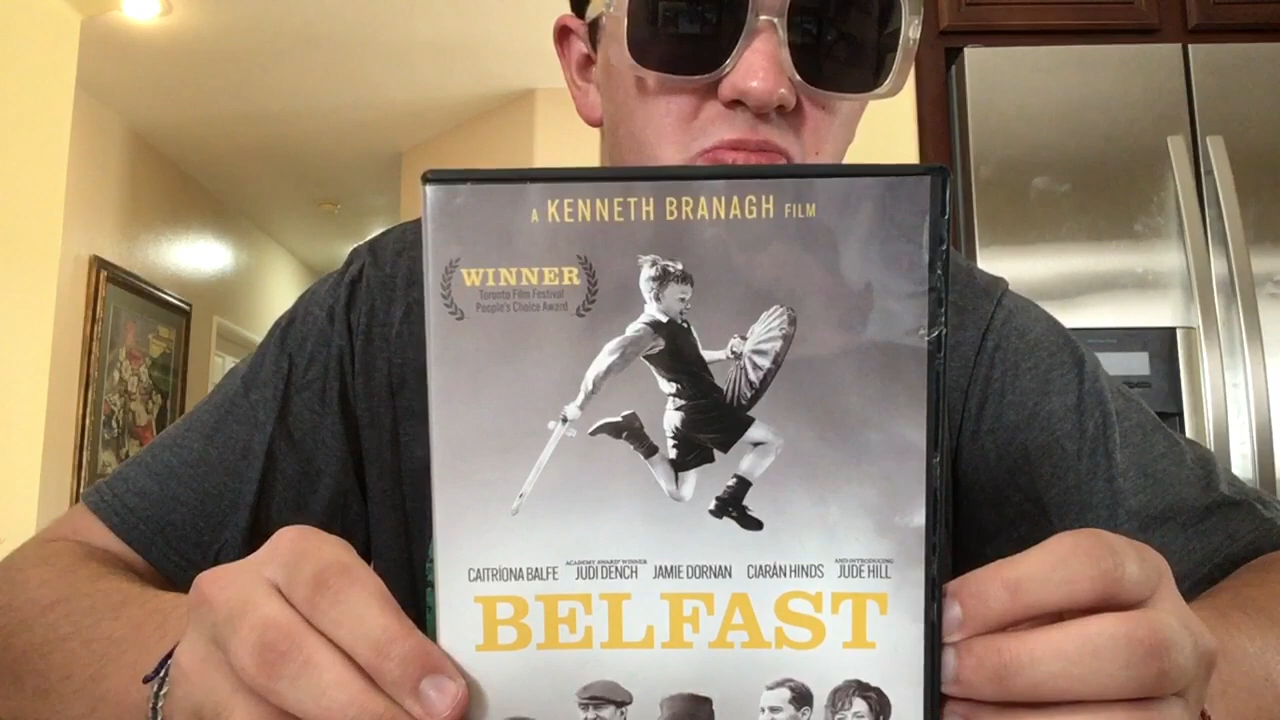 A KENNETH BRANAGH FILM
WINNER
Toronto Film Festival
People's Choice Award
CAITRÍONA BALFE
ACADEMY AWARD® WINNER
JUDI DENCH
JAMIE DORNAN
CIARÁN HINDS
AND INTRODUCING
JUDE HILL
BELFAST